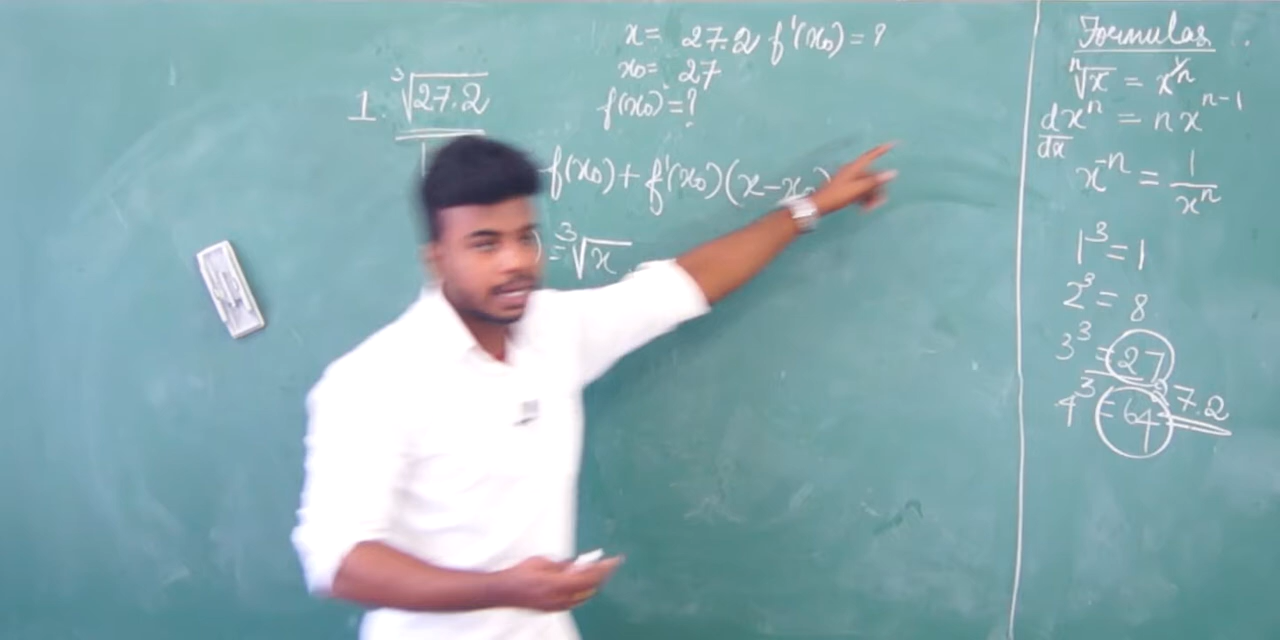 x = 27.2 f'(x₀) = ?
x₀ = 27
f(x₀) = ?
1. ³√27.2
f(x₀) + f'(x₀)(x - x₀)
) = ³√x
Formulas
ⁿ√x = x^1/n
d/dx xⁿ = n x^n-1
x^-n = 1/xⁿ
1³ = 1
2³ = 8
3³ = 27
27.2
4³ = 64